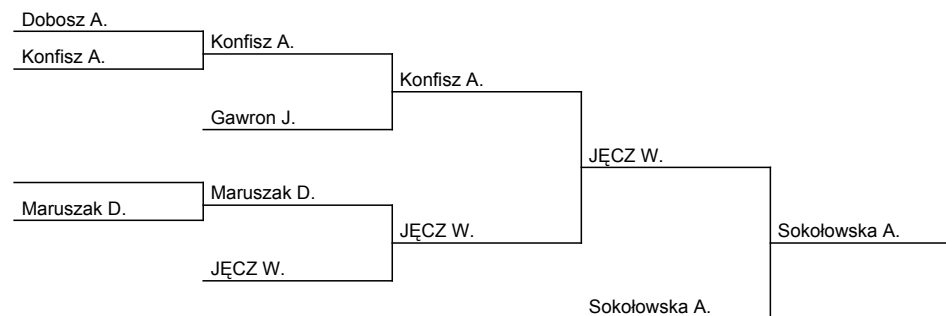 Dobosz A.
Konfisz A.
Konfisz A.
Konfisz A.
Gawron J.
JĘCZ W.
Maruszak D.
Maruszak D.
JĘCZ W.
Sokołowska A.
JĘCZ W.
Sokołowska A.